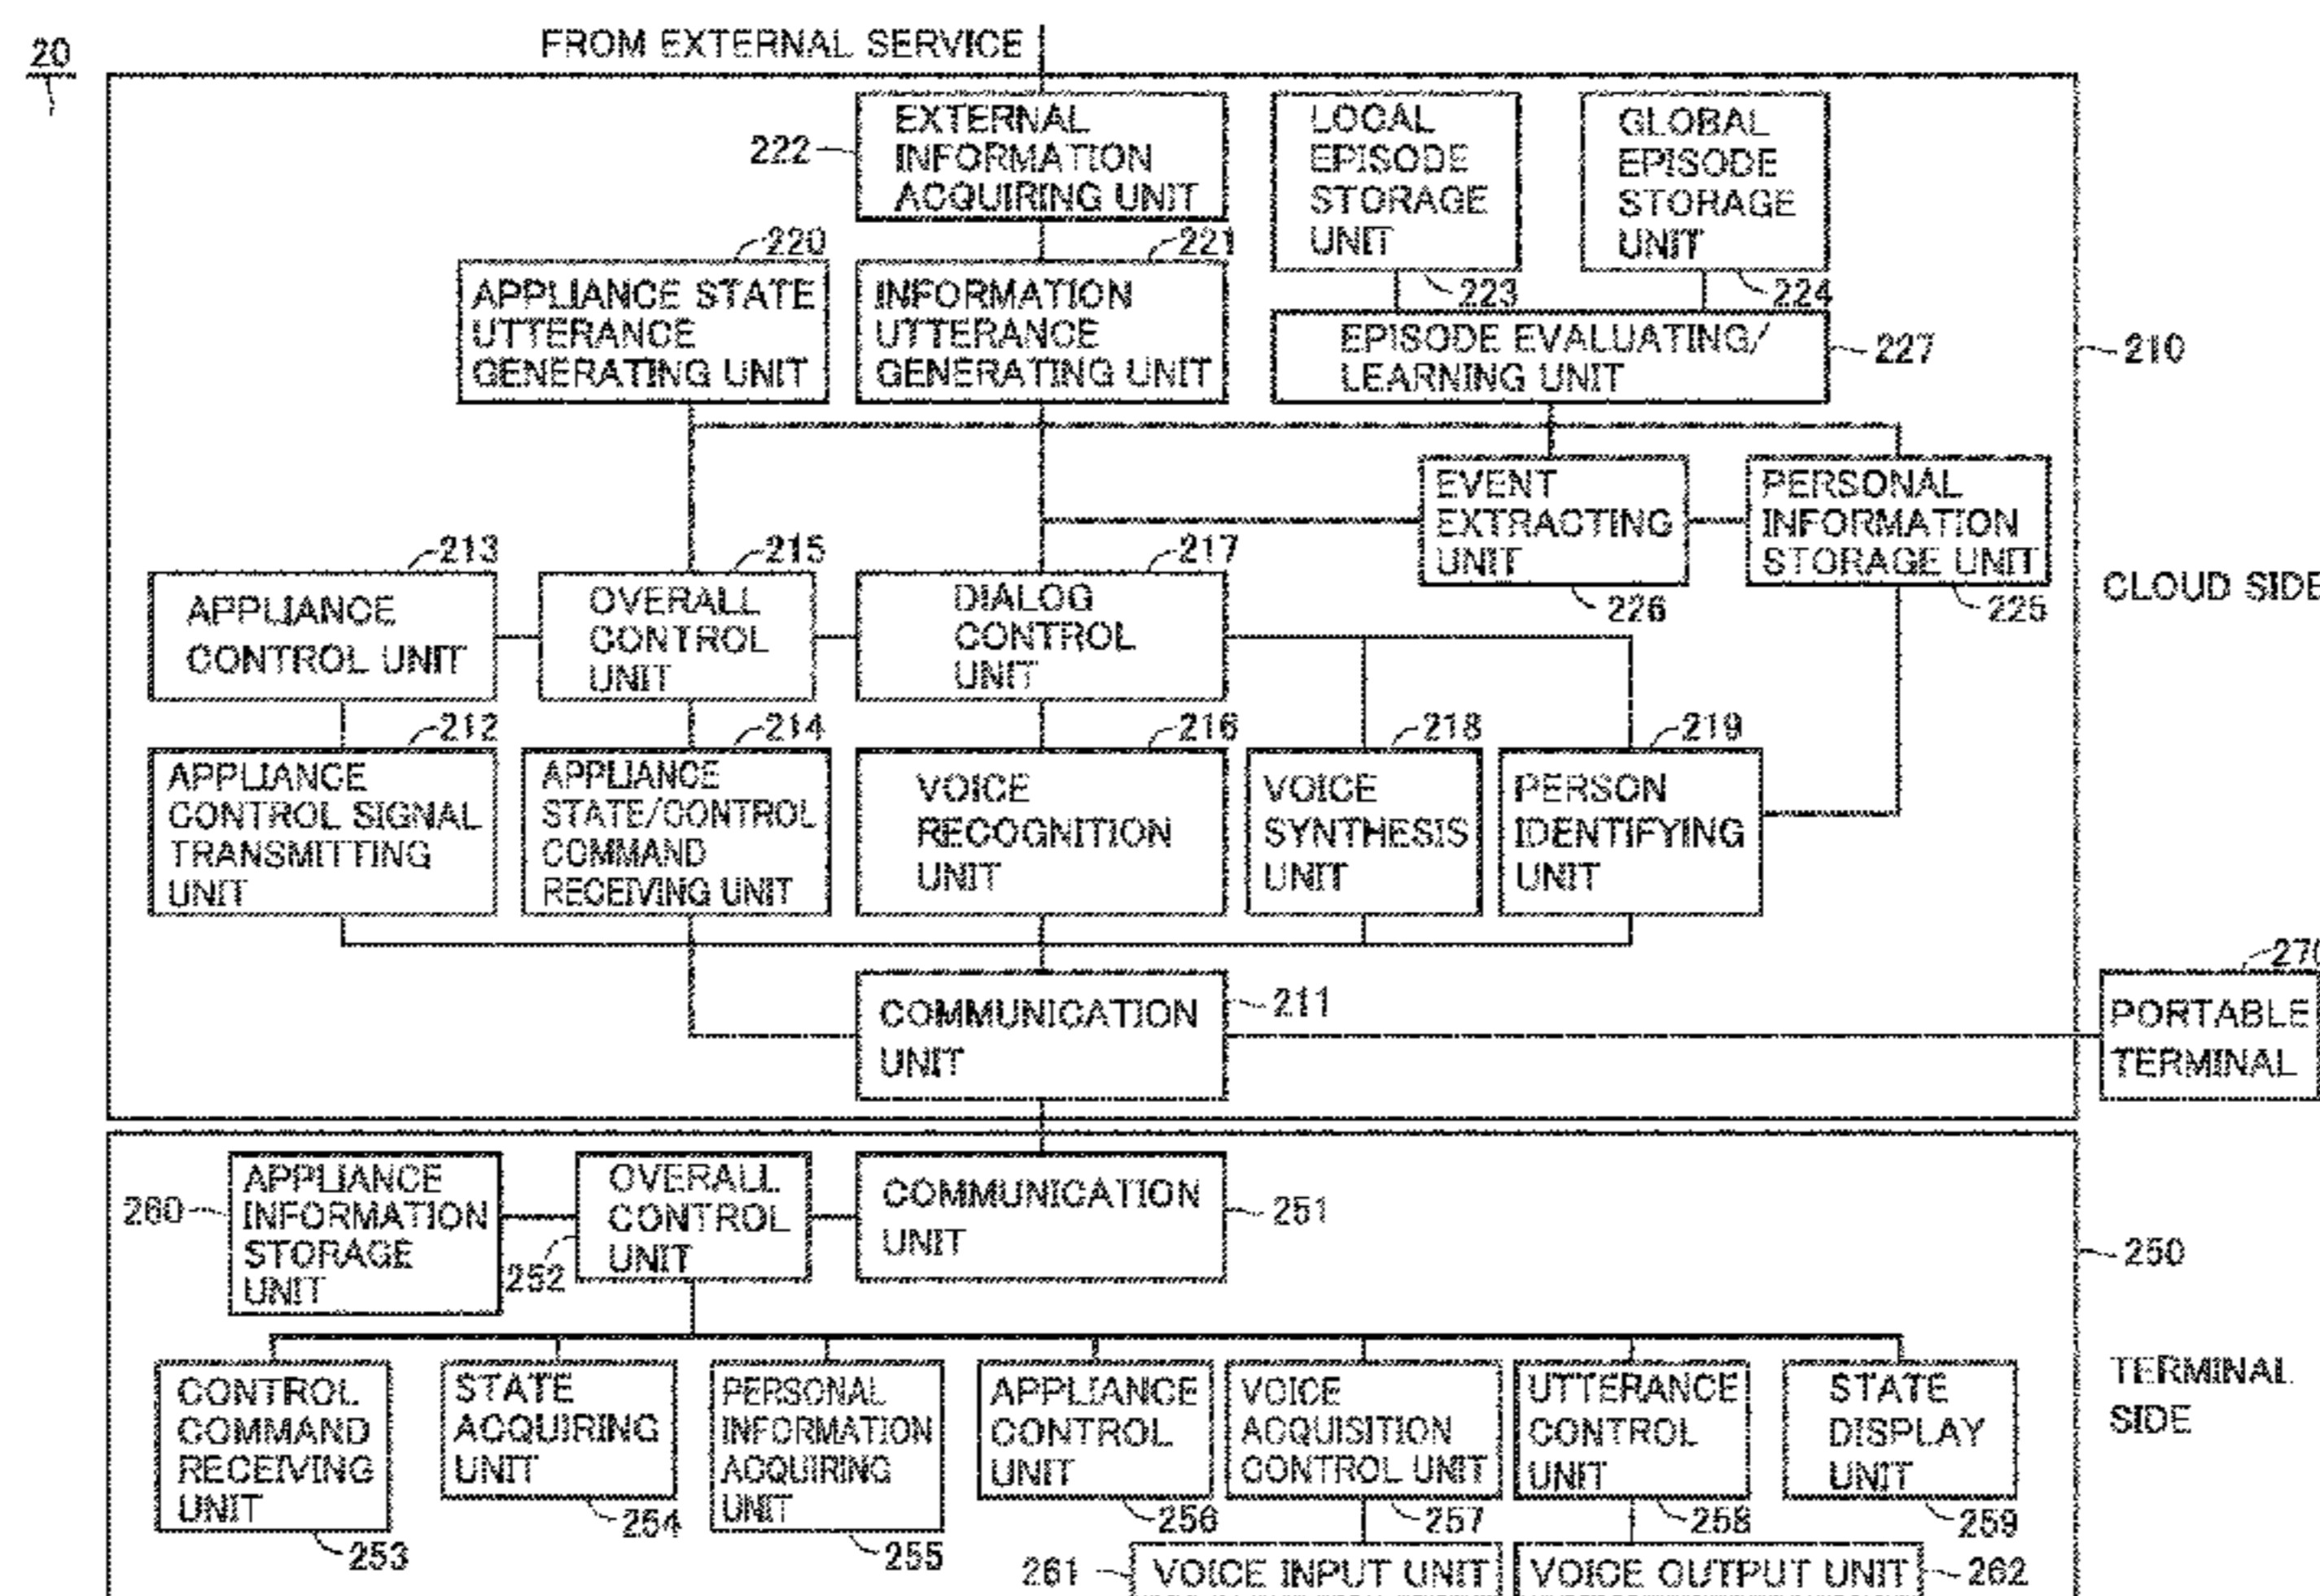 20
FROM EXTERNAL SERVICE
222
EXTERNAL
INFORMATION
ACQUIRING UNIT
LOCAL
EPISODE
STORAGE
UNIT
223
GLOBAL
EPISODE
STORAGE
UNIT
224
220
APPLIANCE STATE
UTTERANCE
GENERATING UNIT
221
INFORMATION
UTTERANCE
GENERATING UNIT
EPISODE EVALUATING/
LEARNING UNIT
227
210
EVENT
EXTRACTING
UNIT
226
PERSONAL
INFORMATION
STORAGE UNIT
225
CLOUD SIDE
213
APPLIANCE
CONTROL UNIT
215
OVERALL
CONTROL
UNIT
217
DIALOG
CONTROL
UNIT
212
APPLIANCE
CONTROL SIGNAL
TRANSMITTING
UNIT
214
APPLIANCE
STATE/CONTROL
COMMAND
RECEIVING UNIT
216
VOICE
RECOGNITION
UNIT
218
VOICE
SYNTHESIS
UNIT
219
PERSON
IDENTIFYING
UNIT
COMMUNICATION
UNIT
211
270
PORTABLE
TERMINAL
260
APPLIANCE
INFORMATION
STORAGE
UNIT
252
OVERALL
CONTROL
UNIT
COMMUNICATION
UNIT
251
250
TERMINAL
SIDE
CONTROL
COMMAND
RECEIVING
UNIT
253
STATE
ACQUIRING
UNIT
254
PERSONAL
INFORMATION
ACQUIRING
UNIT
255
APPLIANCE
CONTROL
UNIT
256
VOICE
ACQUISITION
CONTROL UNIT
257
UTTERANCE
CONTROL
UNIT
258
STATE
DISPLAY
UNIT
259
261
VOICE INPUT UNIT
VOICE OUTPUT UNIT
262